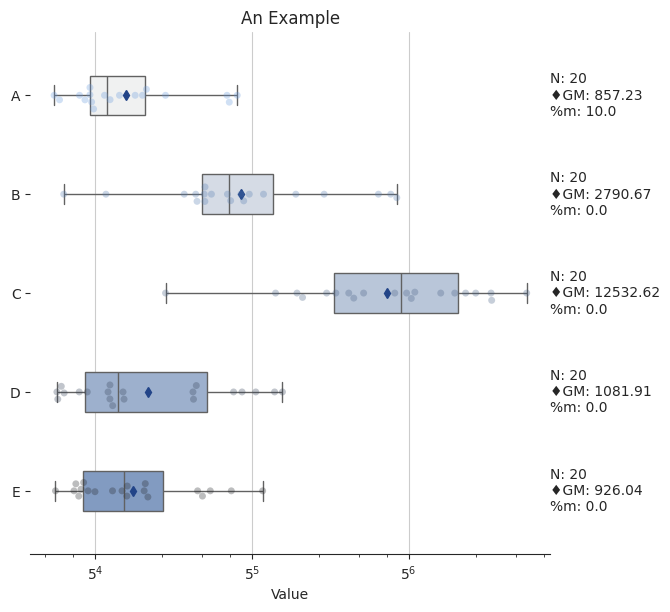 An Example
A
N: 20
♦GM: 857.23
%m: 10.0
B
N: 20
♦GM: 2790.67
%m: 0.0
C
N: 20
♦GM: 12532.62
%m: 0.0
D
N: 20
♦GM: 1081.91
%m: 0.0
E
N: 20
♦GM: 926.04
%m: 0.0
5⁴ 5⁵ 5⁶
Value